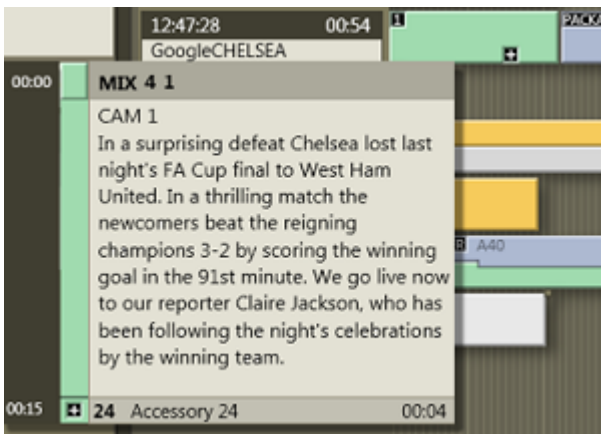 12:47:28 00:54
1
PACKA
GoogleCHELSEA
00:00 MIX 4 1
CAM 1
In a surprising defeat Chelsea lost last
night's FA Cup final to West Ham
United. In a thrilling match the
newcomers beat the reigning
champions 3-2 by scoring the winning
goal in the 91st minute. We go live now
to our reporter Claire Jackson, who has
been following the night's celebrations
by the winning team.
A40
00:15 24 Accessory 24 00:04